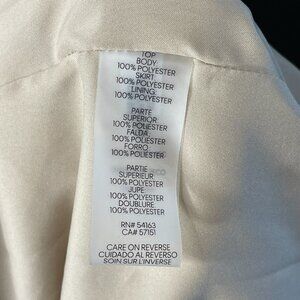 TOP
BODY
100% POLYESTER
SKIRT
100% POLYESTER
LINING
100% POLYESTER
PARTE
SUPERIOR
100% POLIESTER
FALDA
100% POLIESTER
FORRO
100% POLIESTER
PARTIE
SUPERIEUR
100% POLYESTER
JUPE
100% POLYESTER
DOUBLURE
100% POLYESTER
RN# 54163
CA# 57151
CARE ON REVERSE
CUIDADO AL REVERSO
SOIN SUR L'INVERSE